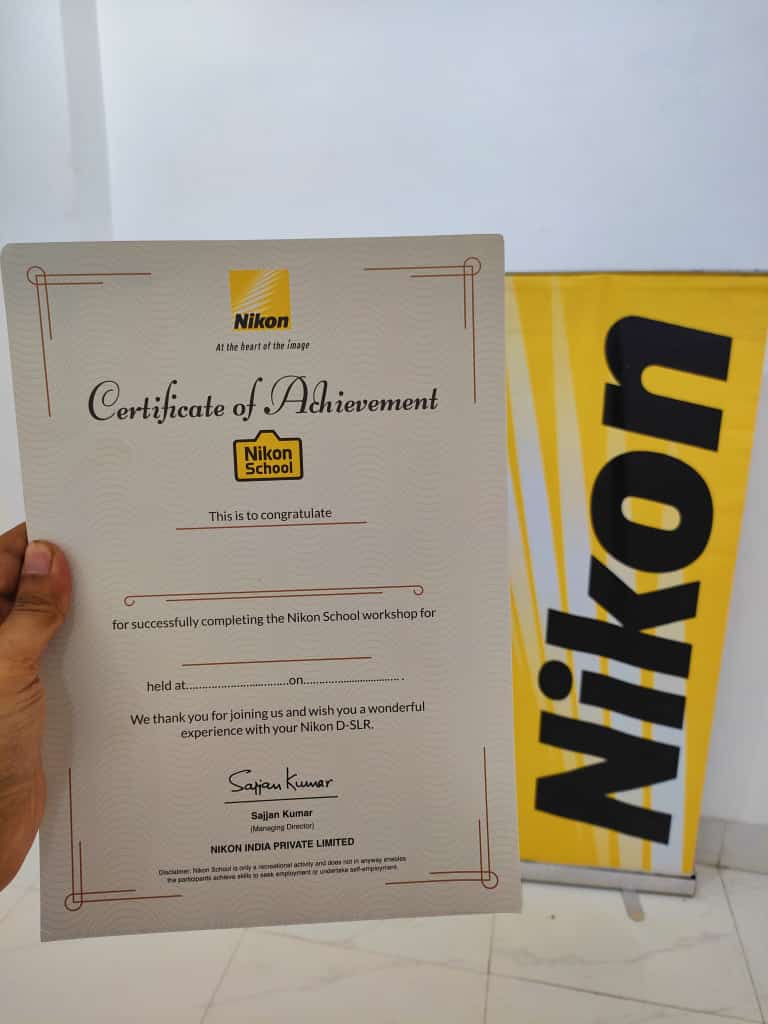 Nikon
At the heart of the image
Certificate of Achievement
Nikon
School
This is to congratulate
for successfully completing the Nikon School workshop for
held at.................................on................................ .
We thank you for joining us and wish you a wonderful
experience with your Nikon D-SLR.
Sajjan Kumar
Sajjan Kumar
(Managing Director)
NIKON INDIA PRIVATE LIMITED
Disclaimer: Nikon School is only a recreational activity and does not in anyway enables
the participants achieve skills to seek employment or undertake self-employment.
Nikon